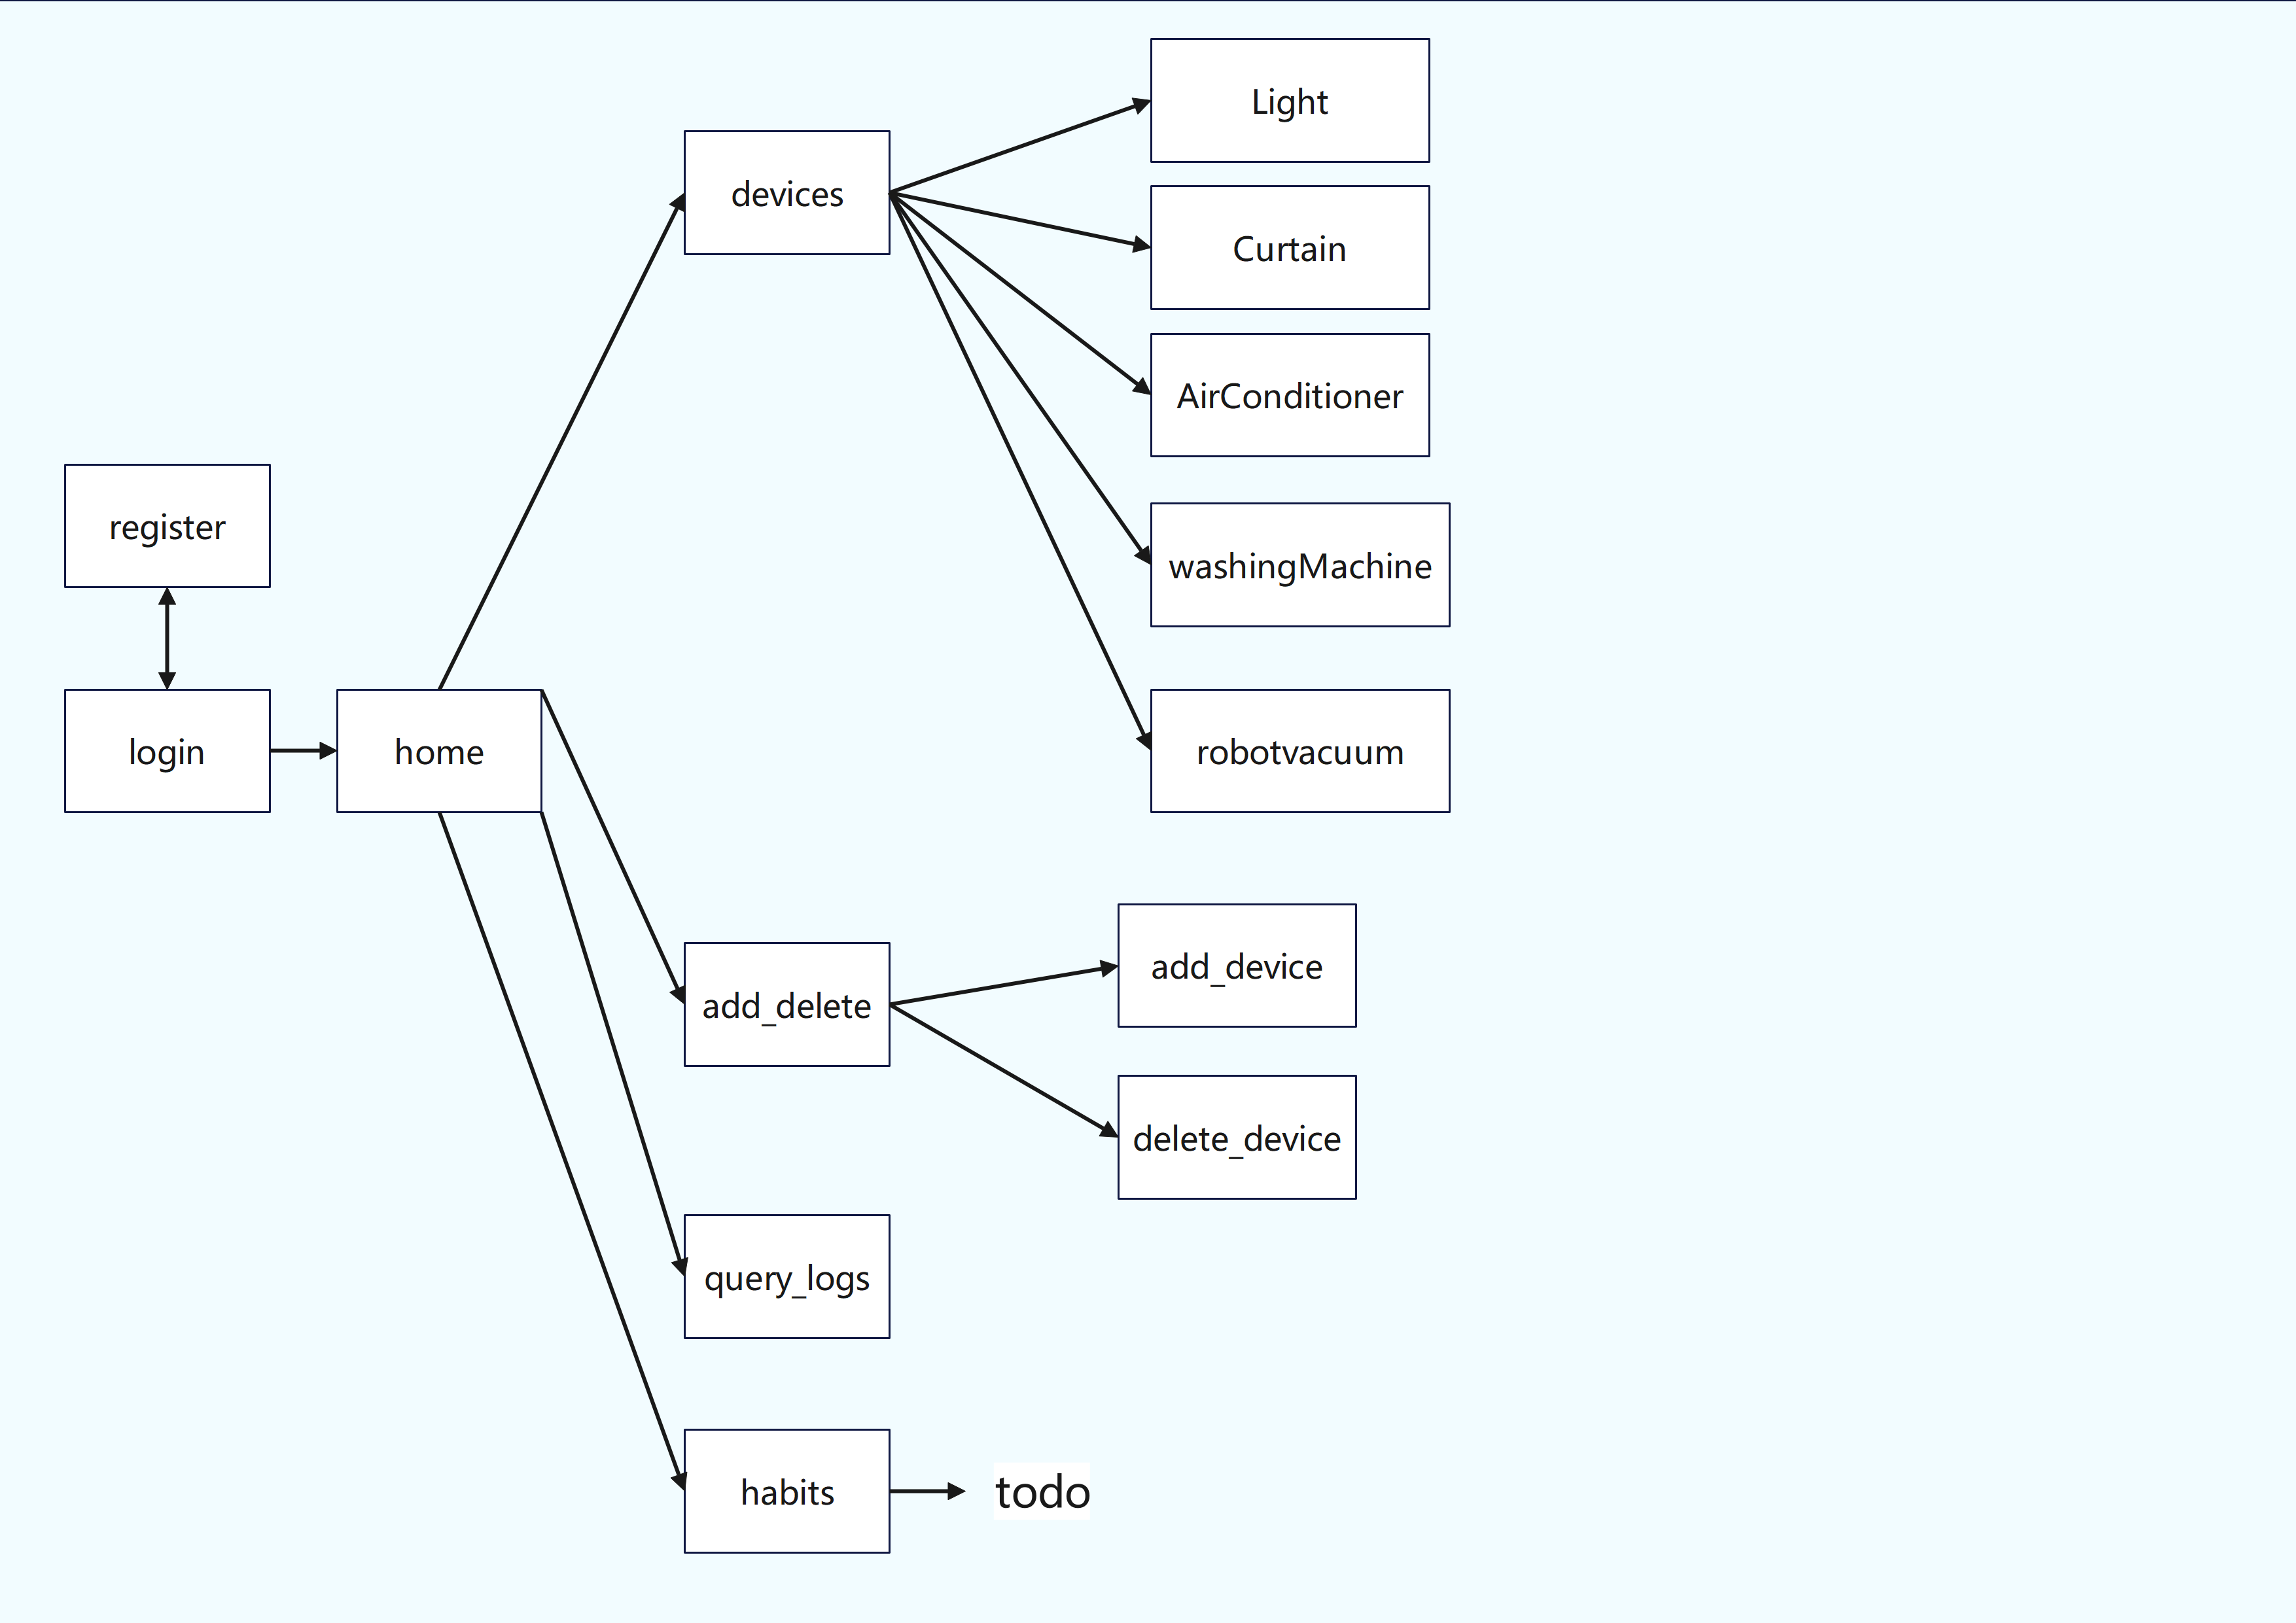 Light
devices
Curtain
AirConditioner
register
washingMachine
login
home
robotvacuum
add_device
add_delete
delete_device
query_logs
habits
todo